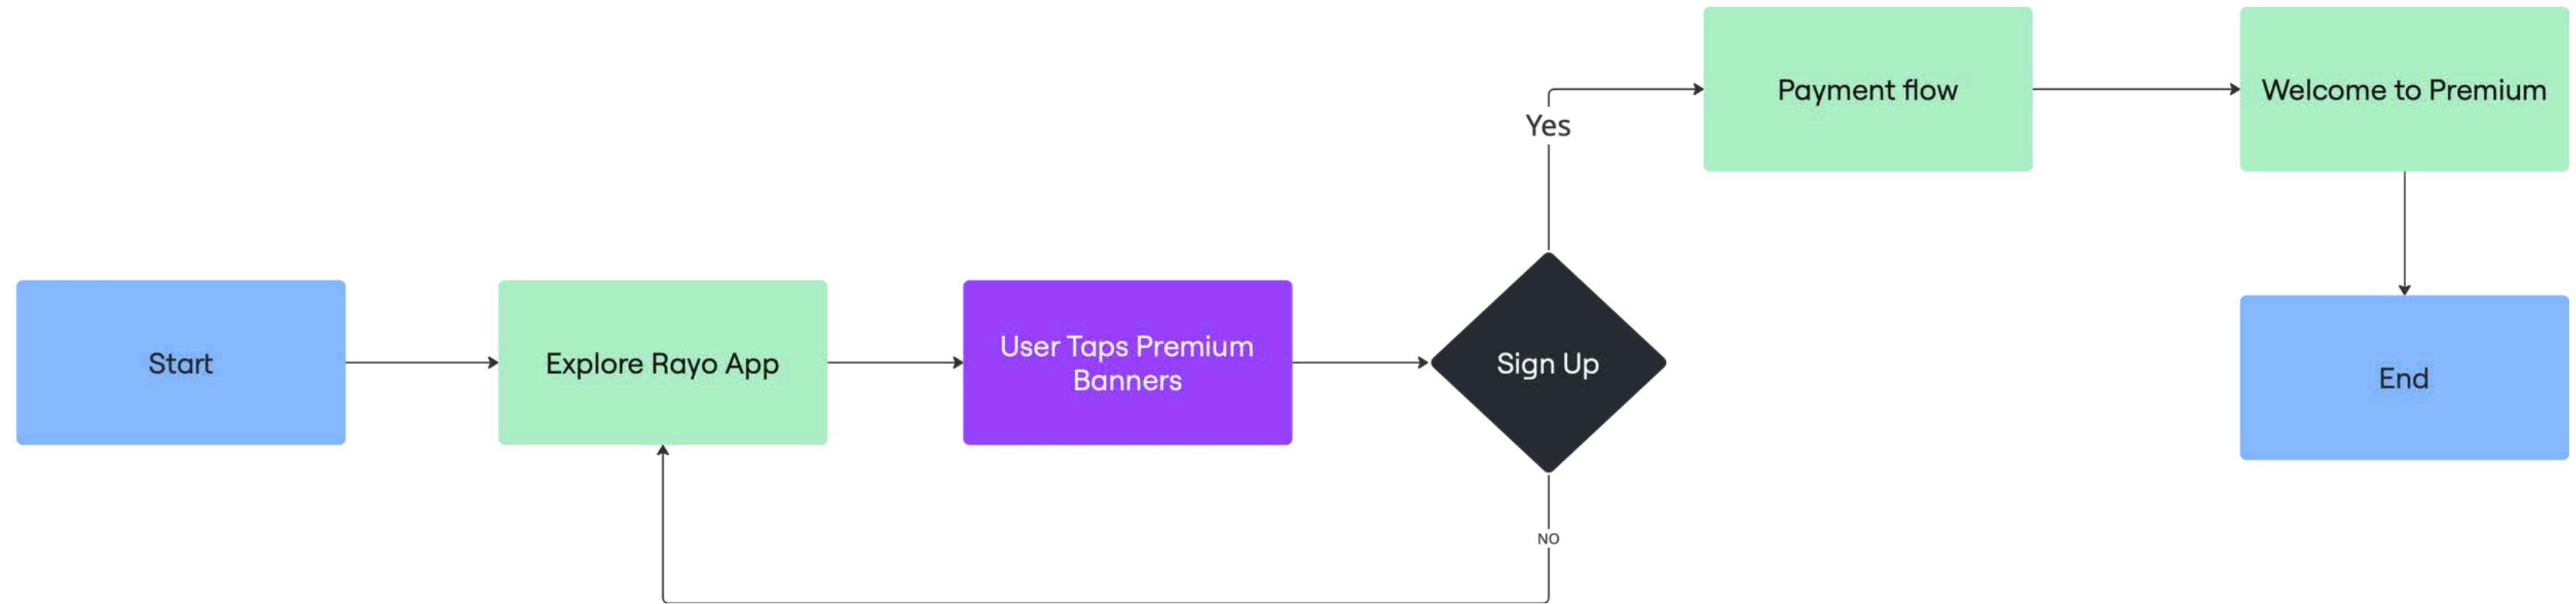 Start
Explore Rayo App
User Taps Premium
Banners
Sign Up
Yes
Payment flow
Welcome to Premium
End
NO